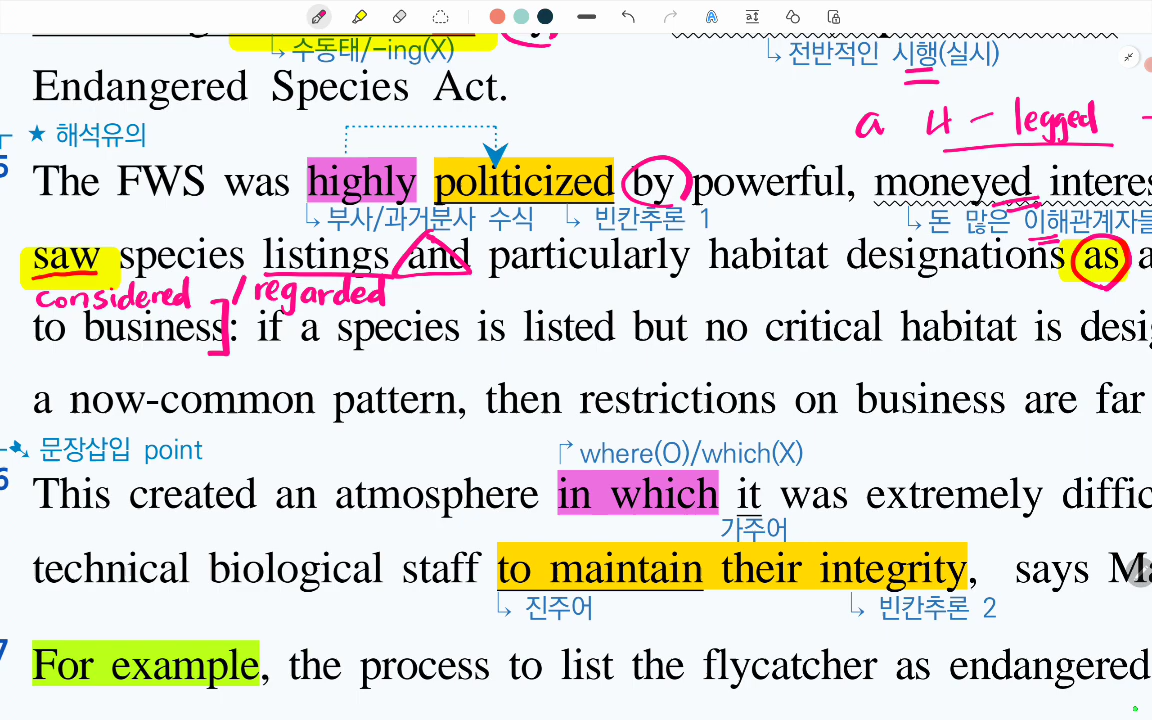 수동태/-ing(X)
전반적인 시행(실시)
Endangered Species Act.
a 4 - legged
★ 해석유의
5
The FWS was highly politicized by powerful, moneyed
부사/과거분사 수식
빈칸추론 1
돈 많은 이해관계자들
saw species listings and particularly habitat designations as
considered / regarded
to business: if a species is listed but no critical habitat is
a now-common pattern, then restrictions on business are far
문장삽입 point
where(O)/which(X)
6
This created an atmosphere in which it was extremely
가주어
technical biological staff to maintain their integrity, says
진주어
빈칸추론 2
7
For example, the process to list the flycatcher as endangered